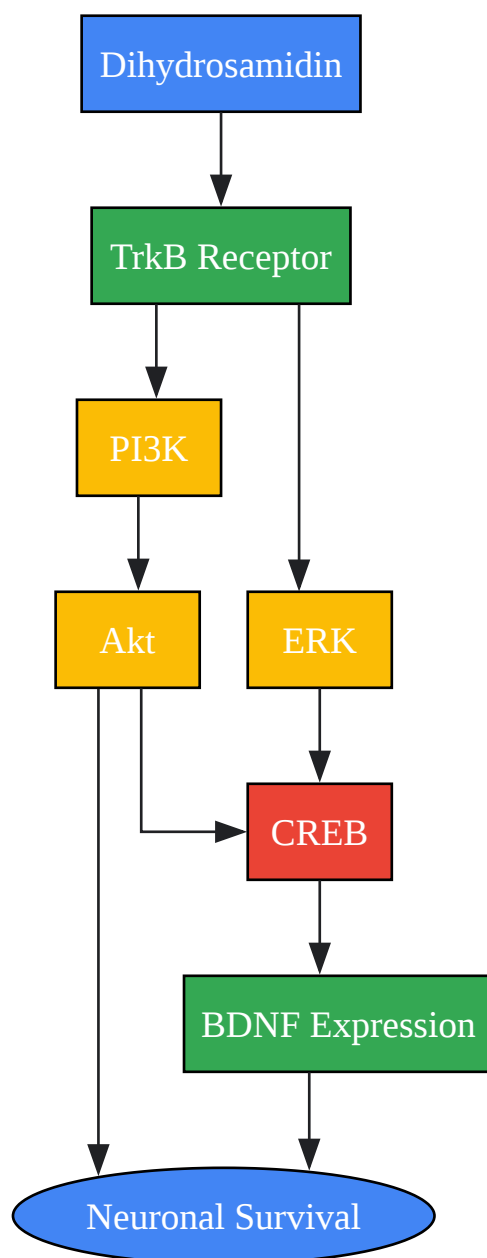 Dihydrosamidin
TrkB Receptor
PI3K
Akt
ERK
CREB
BDNF Expression
Neuronal Survival